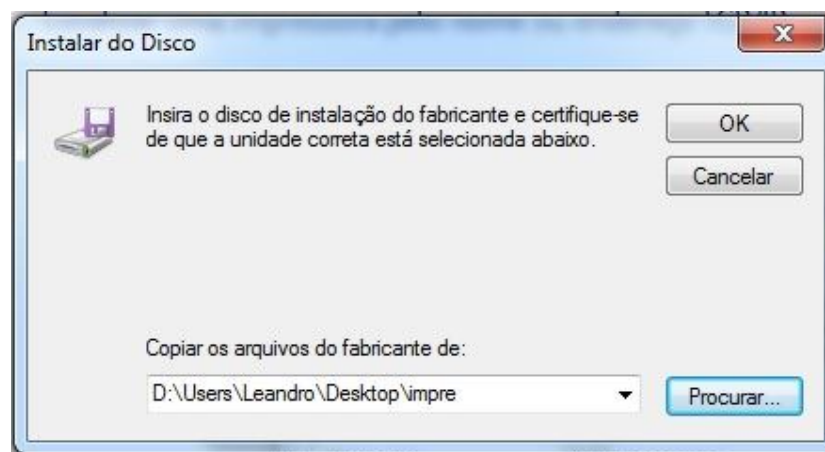 Instalar do Disco
Insira o disco de instalação do fabricante e certifique-se
de que a unidade correta está selecionada abaixo.
OK
Cancelar
Copiar os arquivos do fabricante de:
D:\Users\Leandro\Desktop\impre
Procurar...